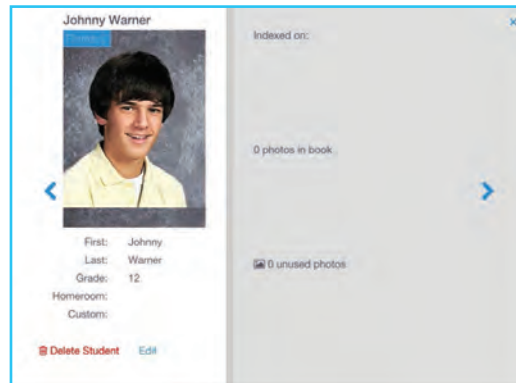 Johnny Warner
Indexed on:
0 photos in book
First: Johnny
Last: Warner
Grade: 12
Homeroom:
Custom:
0 unused photos
Delete Student Edit